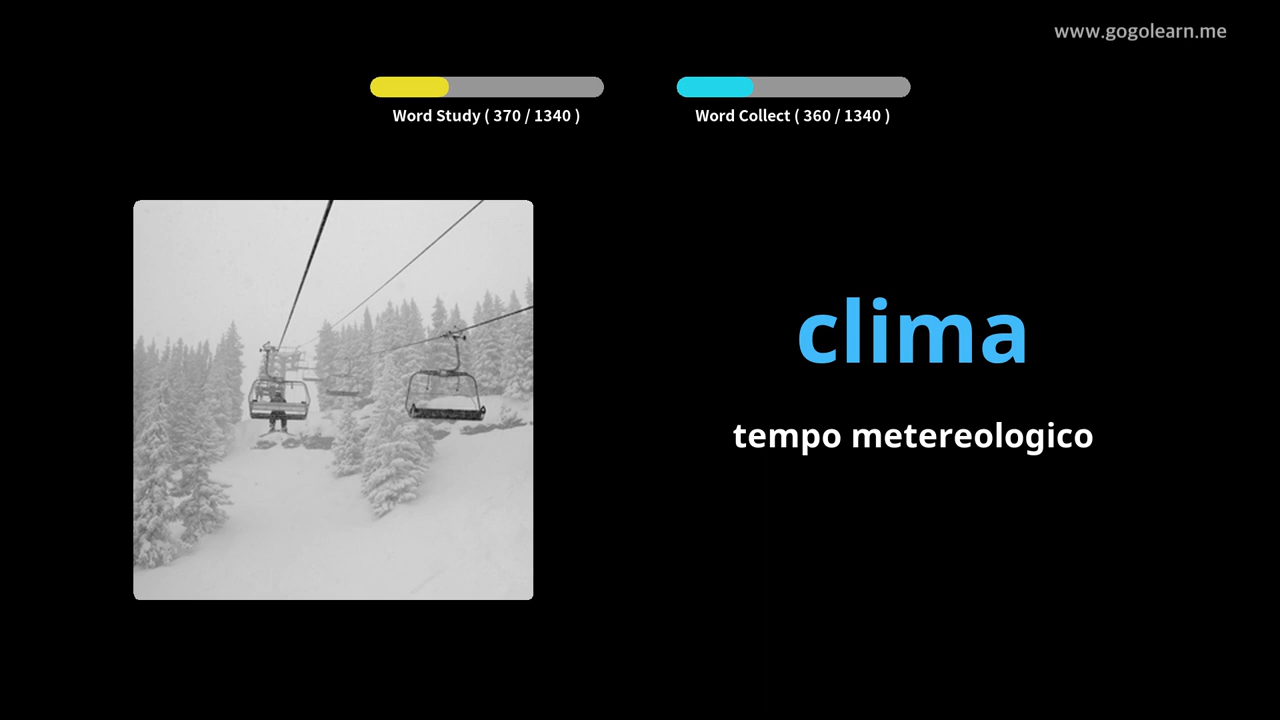 www.gogolearn.me
Word Study ( 370 / 1340 )
Word Collect ( 360 / 1340 )
clima
tempo metereologico